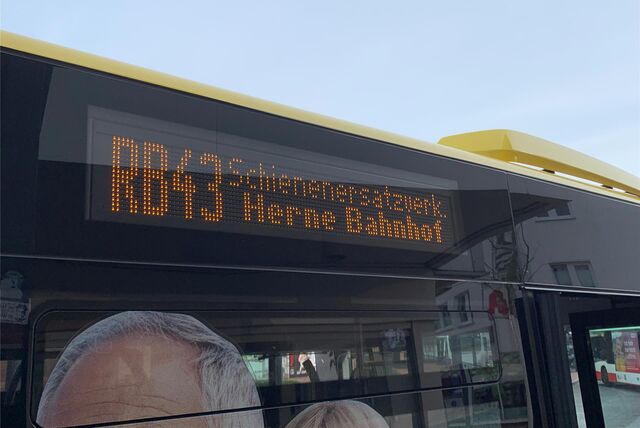 RB43
Schienenersatzverk.
Herne Bahnhof